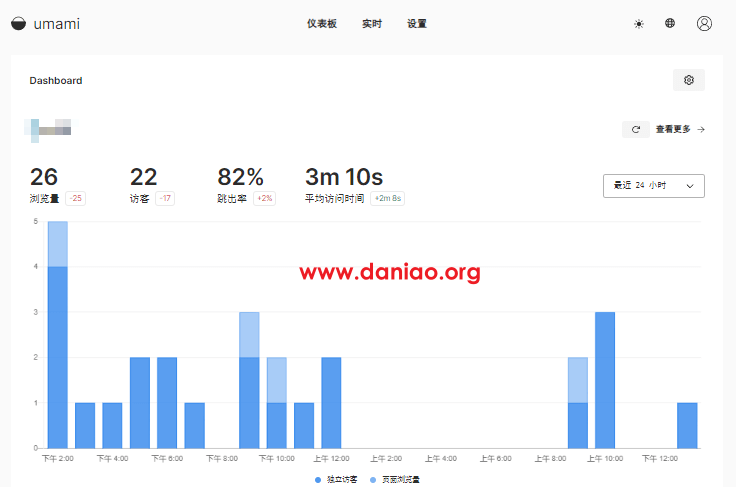 umami
仪表板 实时 设置
Dashboard
查看更多
26 22 82% 3m 10s
浏览量 -25 访客 -17 跳出率 +2% 平均访问时间 +2m 8s
最近 24 小时
www.daniao.org
5
4
3
2
1
0
下午 2:00 下午 4:00 下午 6:00 下午 8:00 下午 10:00 上午 12:00 上午 2:00 上午 4:00 上午 6:00 上午 8:00 上午 10:00 下午 12:00
独立访客 页面浏览量